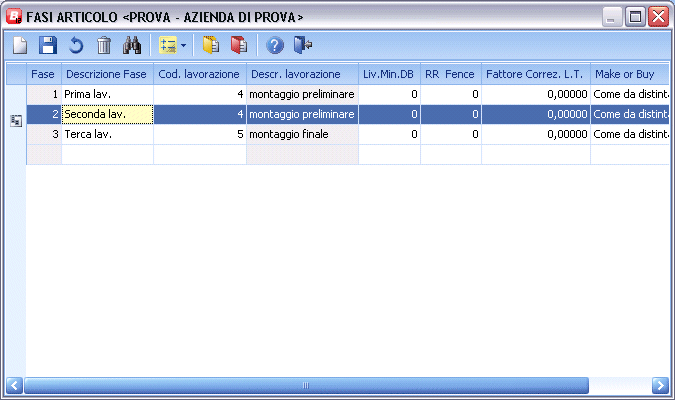 FASI ARTICOLO <PROVA - AZIENDA DI PROVA>
Fase Descrizione Fase Cod. lavorazione Descr. lavorazione Liv.Min.DB RR Fence Fattore Correz. L.T. Make or Buy
1 Prima lav. 4 montaggio preliminare 0 0 0,00000 Come da distint
2 Seconda lav. 4 montaggio preliminare 0 0 0,00000 Come da distint
3 Terca lav. 5 montaggio finale 0 0 0,00000 Come da distint